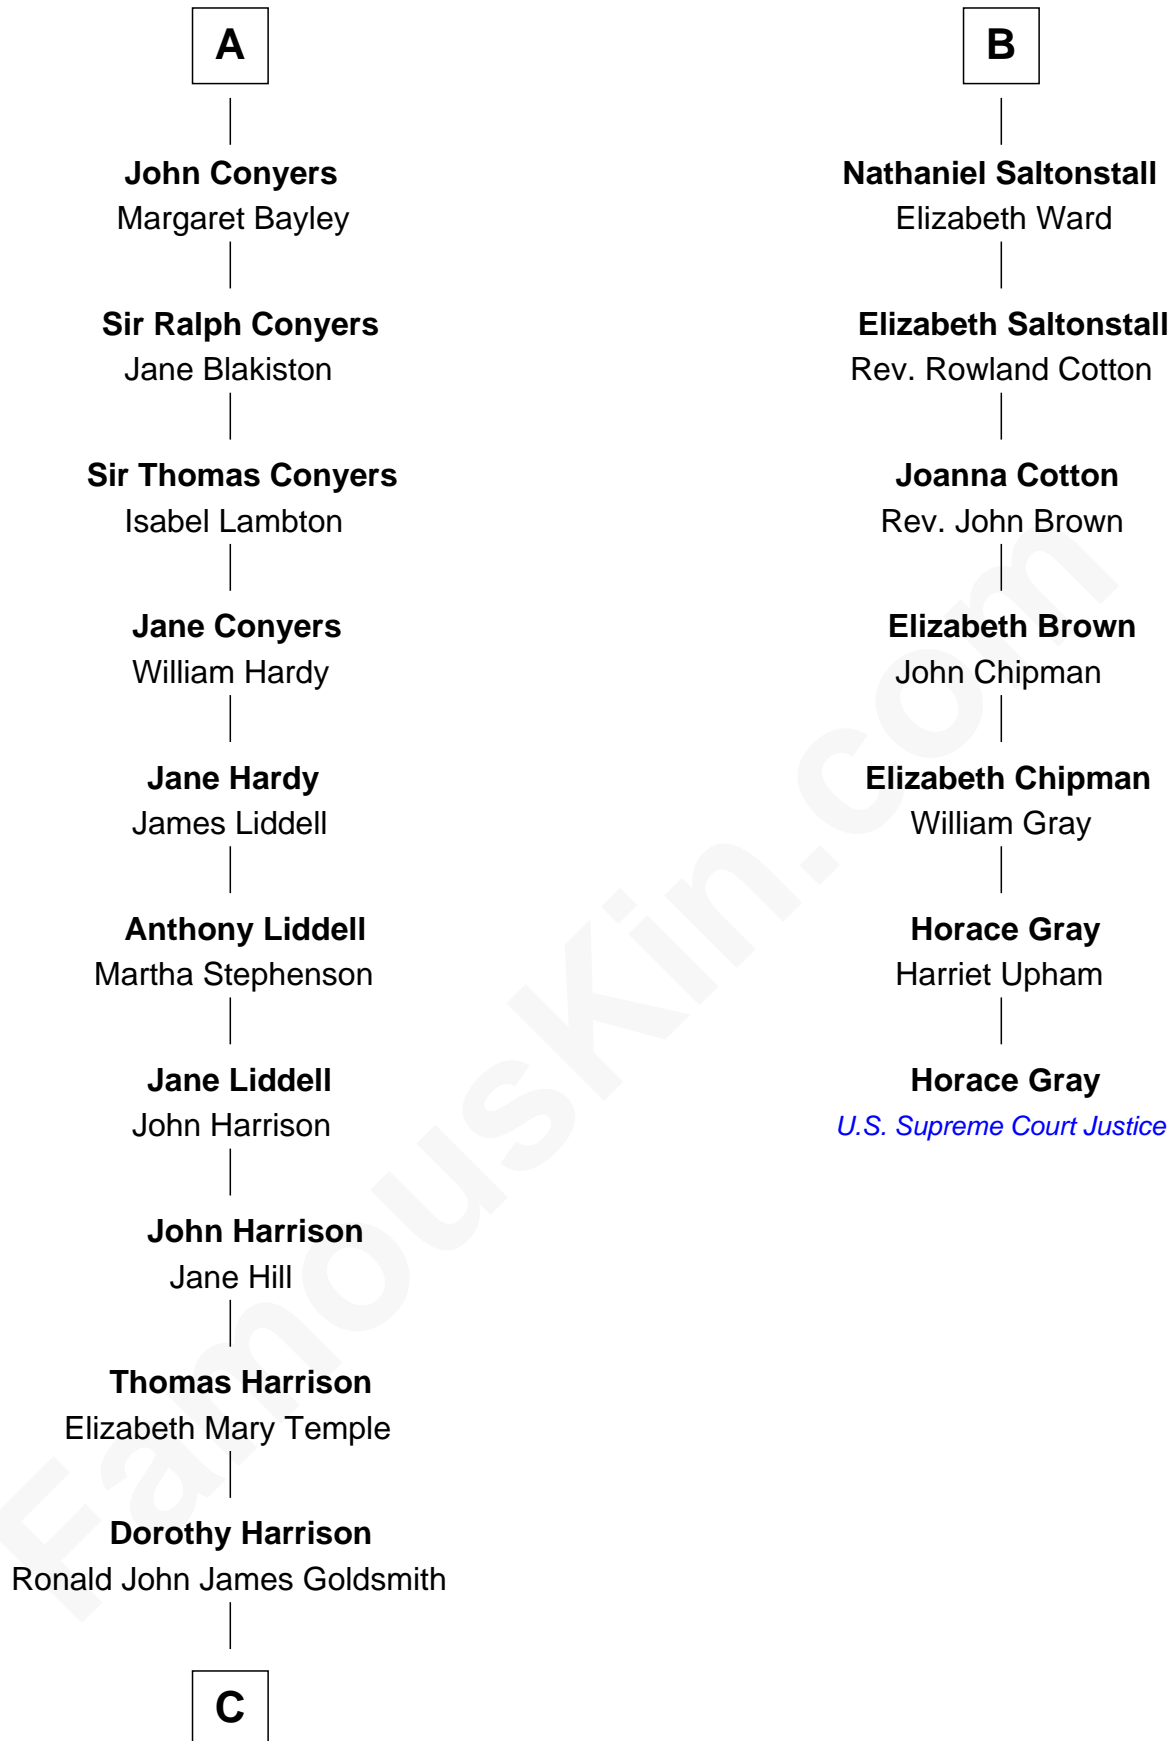 A
John Conyers
Margaret Bayley
Sir Ralph Conyers
Jane Blakiston
Sir Thomas Conyers
Isabel Lambton
Jane Conyers
William Hardy
Jane Hardy
James Liddell
Anthony Liddell
Martha Stephenson
Jane Liddell
John Harrison
John Harrison
Jane Hill
Thomas Harrison
Elizabeth Mary Temple
Dorothy Harrison
Ronald John James Goldsmith
C
B
Nathaniel Saltonstall
Elizabeth Ward
Elizabeth Saltonstall
Rev. Rowland Cotton
Joanna Cotton
Rev. John Brown
Elizabeth Brown
John Chipman
Elizabeth Chipman
William Gray
Horace Gray
Harriet Upham
Horace Gray
U.S. Supreme Court Justice
FamousKin.com